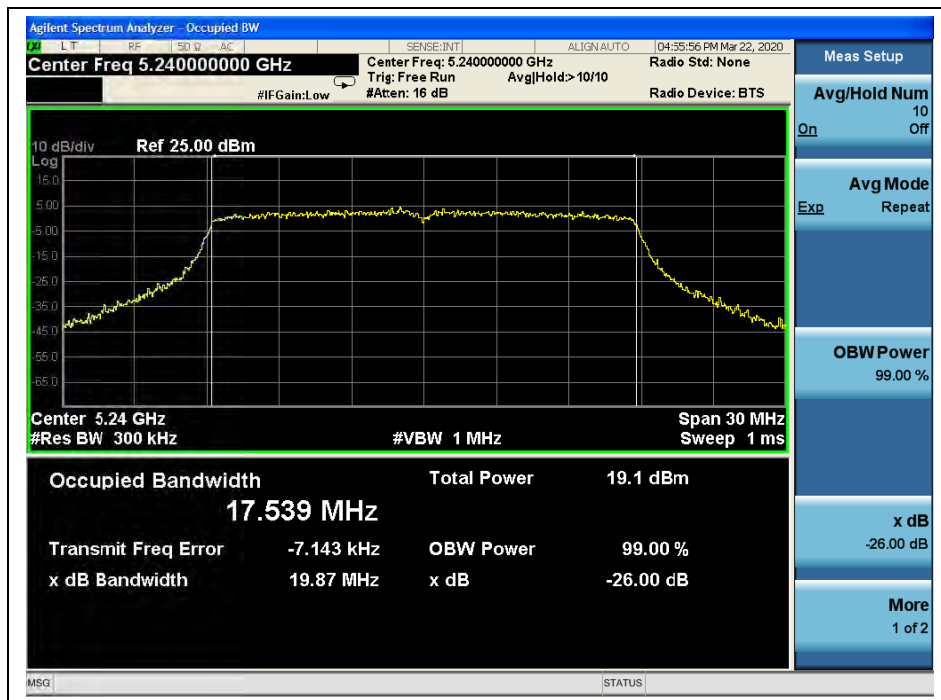 Agilent Spectrum Analyzer - Occupied BW
LXI L T RF 50 Ω AC SENSE:INT ALIGN AUTO 04:55:56 PM Mar 22, 2020
Center Freq 5.240000000 GHz
Center Freq: 5.240000000 GHz Radio Std: None
Trig: Free Run Avg|Hold:>10/10
#IFGain:Low #Atten: 16 dB Radio Device: BTS
10 dB/div Ref 25.00 dBm
Log
15.0
5.00
-5.00
-15.0
-25.0
-35.0
-45.0
-55.0
-65.0
Center 5.24 GHz Span 30 MHz
#Res BW 300 kHz #VBW 1 MHz Sweep 1 ms
Occupied Bandwidth Total Power 19.1 dBm
17.539 MHz
Transmit Freq Error -7.143 kHz OBW Power 99.00 %
x dB Bandwidth 19.87 MHz x dB -26.00 dB
MSG STATUS
Meas Setup
Avg/Hold Num
10
On Off
Avg Mode
Exp Repeat
OBW Power
99.00 %
x dB
-26.00 dB
More
1 of 2